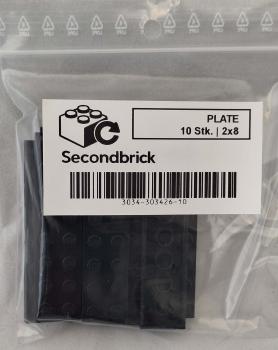 PLATE
10 Stk. | 2x8
Secondbrick
3034-303426-10